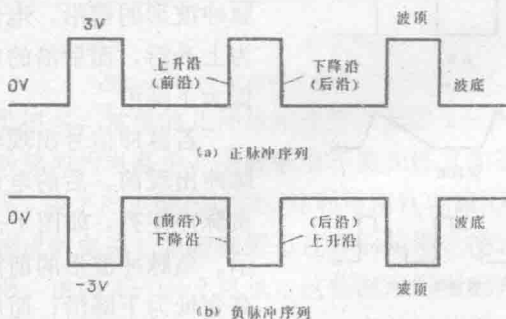 3V
波顶
上升沿
(前沿)
下降沿
(后沿)
0V
波底
(a) 正脉冲序列
0V
(前沿)
下降沿
(后沿)
上升沿
波底
-3V
波顶
(b) 负脉冲序列